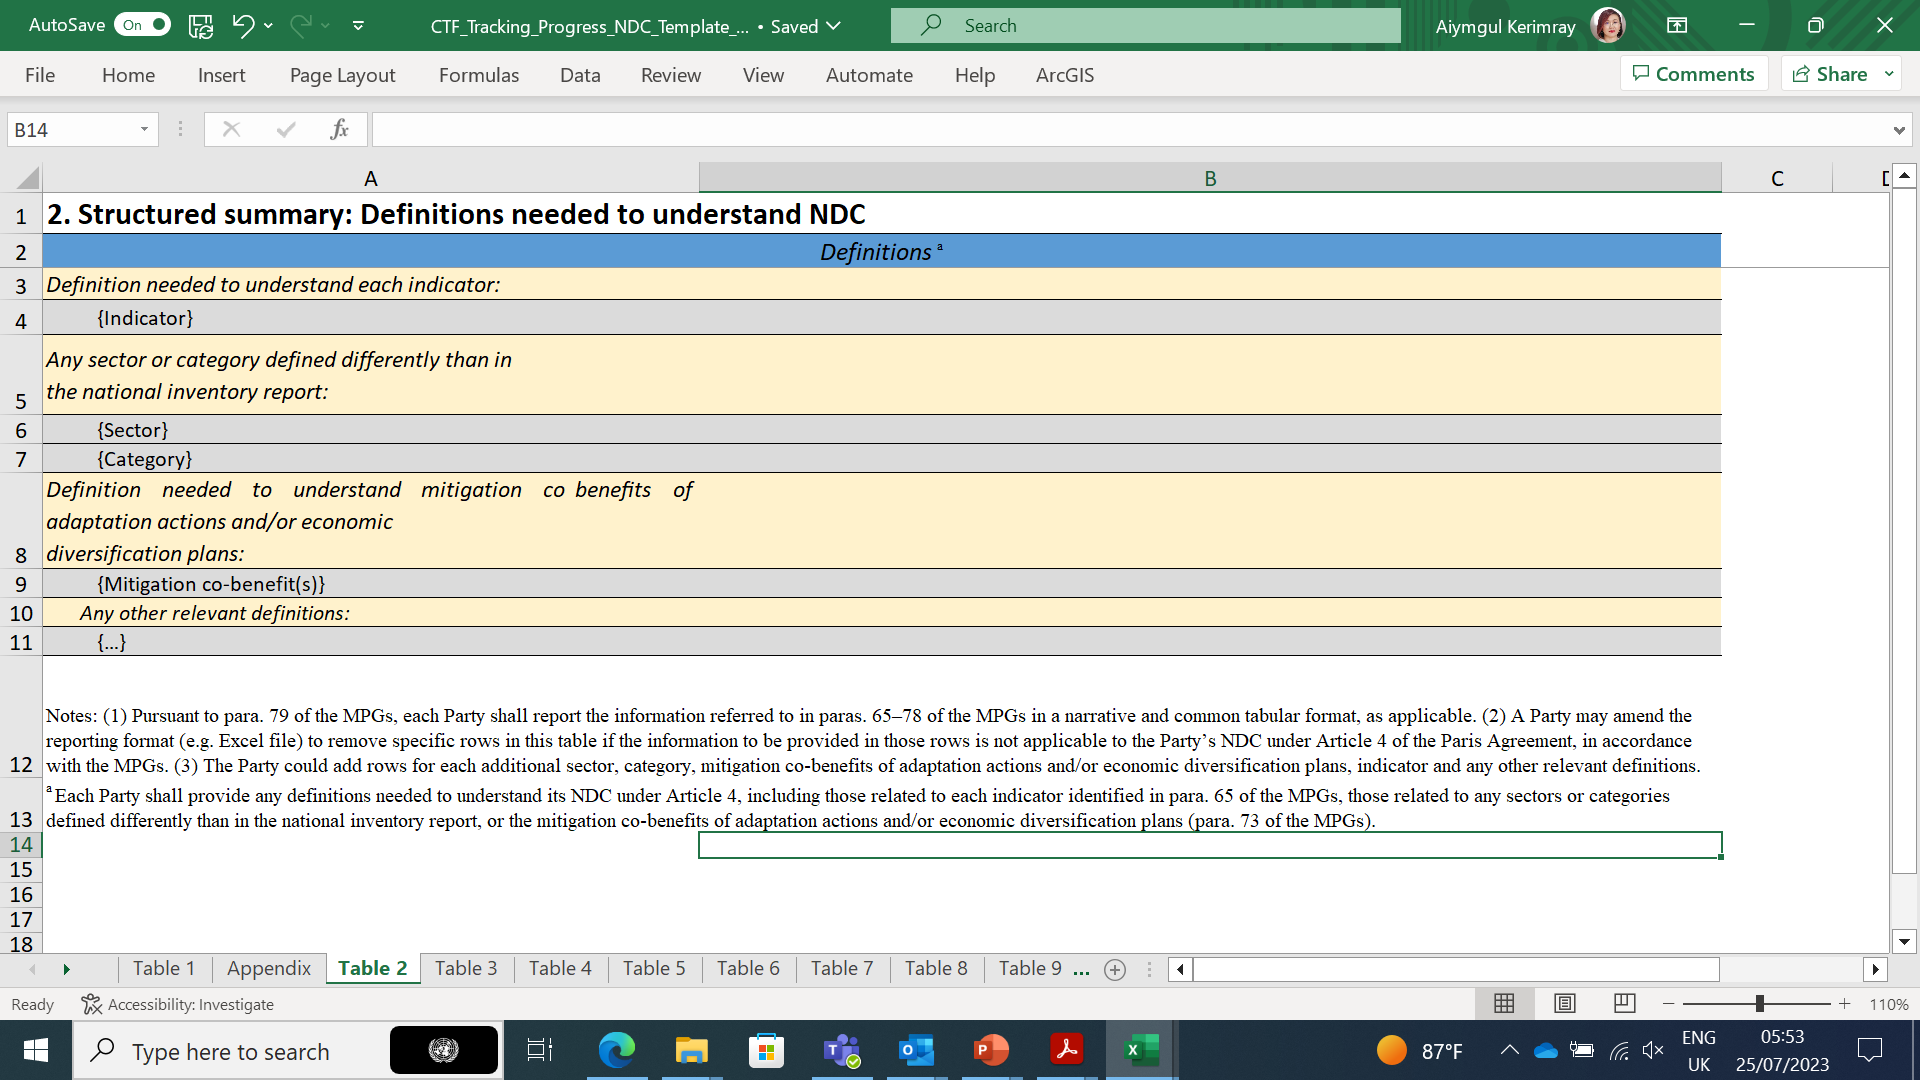 AutoSave On CTF_Tracking_Progress_NDC_Template_... • Saved Search Aiymgul Kerimray
File Home Insert Page Layout Formulas Data Review View Automate Help ArcGIS Comments Share
B14 fx
A B C
1 2. Structured summary: Definitions needed to understand NDC
2 Definitions a
3 Definition needed to understand each indicator:
4 {Indicator}
Any sector or category defined differently than in
5 the national inventory report:
6 {Sector}
7 {Category}
Definition needed to understand mitigation co benefits of
adaptation actions and/or economic
8 diversification plans:
9 {Mitigation co-benefit(s)}
10 Any other relevant definitions:
11 {...}
Notes: (1) Pursuant to para. 79 of the MPGs, each Party shall report the information referred to in paras. 65–78 of the MPGs in a narrative and common tabular format, as applicable. (2) A Party may amend the
reporting format (e.g. Excel file) to remove specific rows in this table if the information to be provided in those rows is not applicable to the Party’s NDC under Article 4 of the Paris Agreement, in accordance
12 with the MPGs. (3) The Party could add rows for each additional sector, category, mitigation co-benefits of adaptation actions and/or economic diversification plans, indicator and any other relevant definitions.
a Each Party shall provide any definitions needed to understand its NDC under Article 4, including those related to each indicator identified in para. 65 of the MPGs, those related to any sectors or categories
13 defined differently than in the national inventory report, or the mitigation co-benefits of adaptation actions and/or economic diversification plans (para. 73 of the MPGs).
14
15
16
17
18
Table 1 Appendix Table 2 Table 3 Table 4 Table 5 Table 6 Table 7 Table 8 Table 9 ...
Ready Accessibility: Investigate 110%
Type here to search 87°F ENG 05:53
UK 25/07/2023